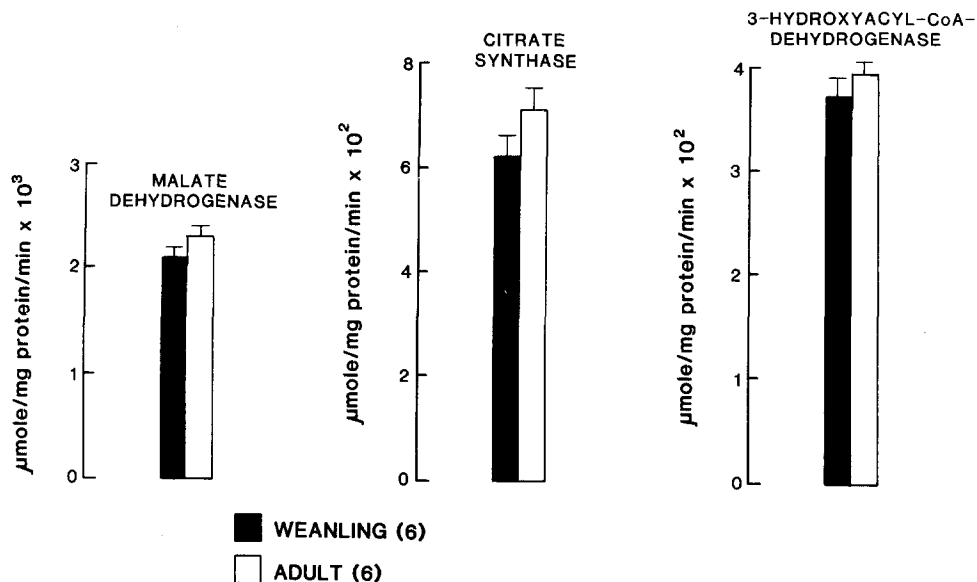 3-HYDROXYACYL-CoA-
DEHYDROGENASE
CITRATE
SYNTHASE
MALATE
DEHYDROGENASE
µmole/mg protein/min x 10³
3
2
1
0
µmole/mg protein/min x 10²
8
6
4
2
0
µmole/mg protein/min x 10²
4
3
2
1
0
WEANLING (6)
ADULT (6)